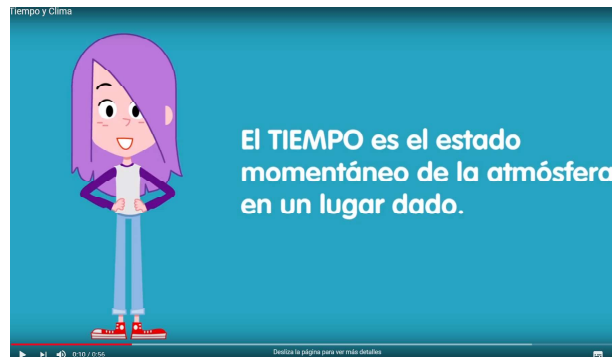 Tiempo y Clima
El TIEMPO es el estado
momentáneo de la atmósfera
en un lugar dado.
0:10 / 0:56
Desliza la página para ver más detalles